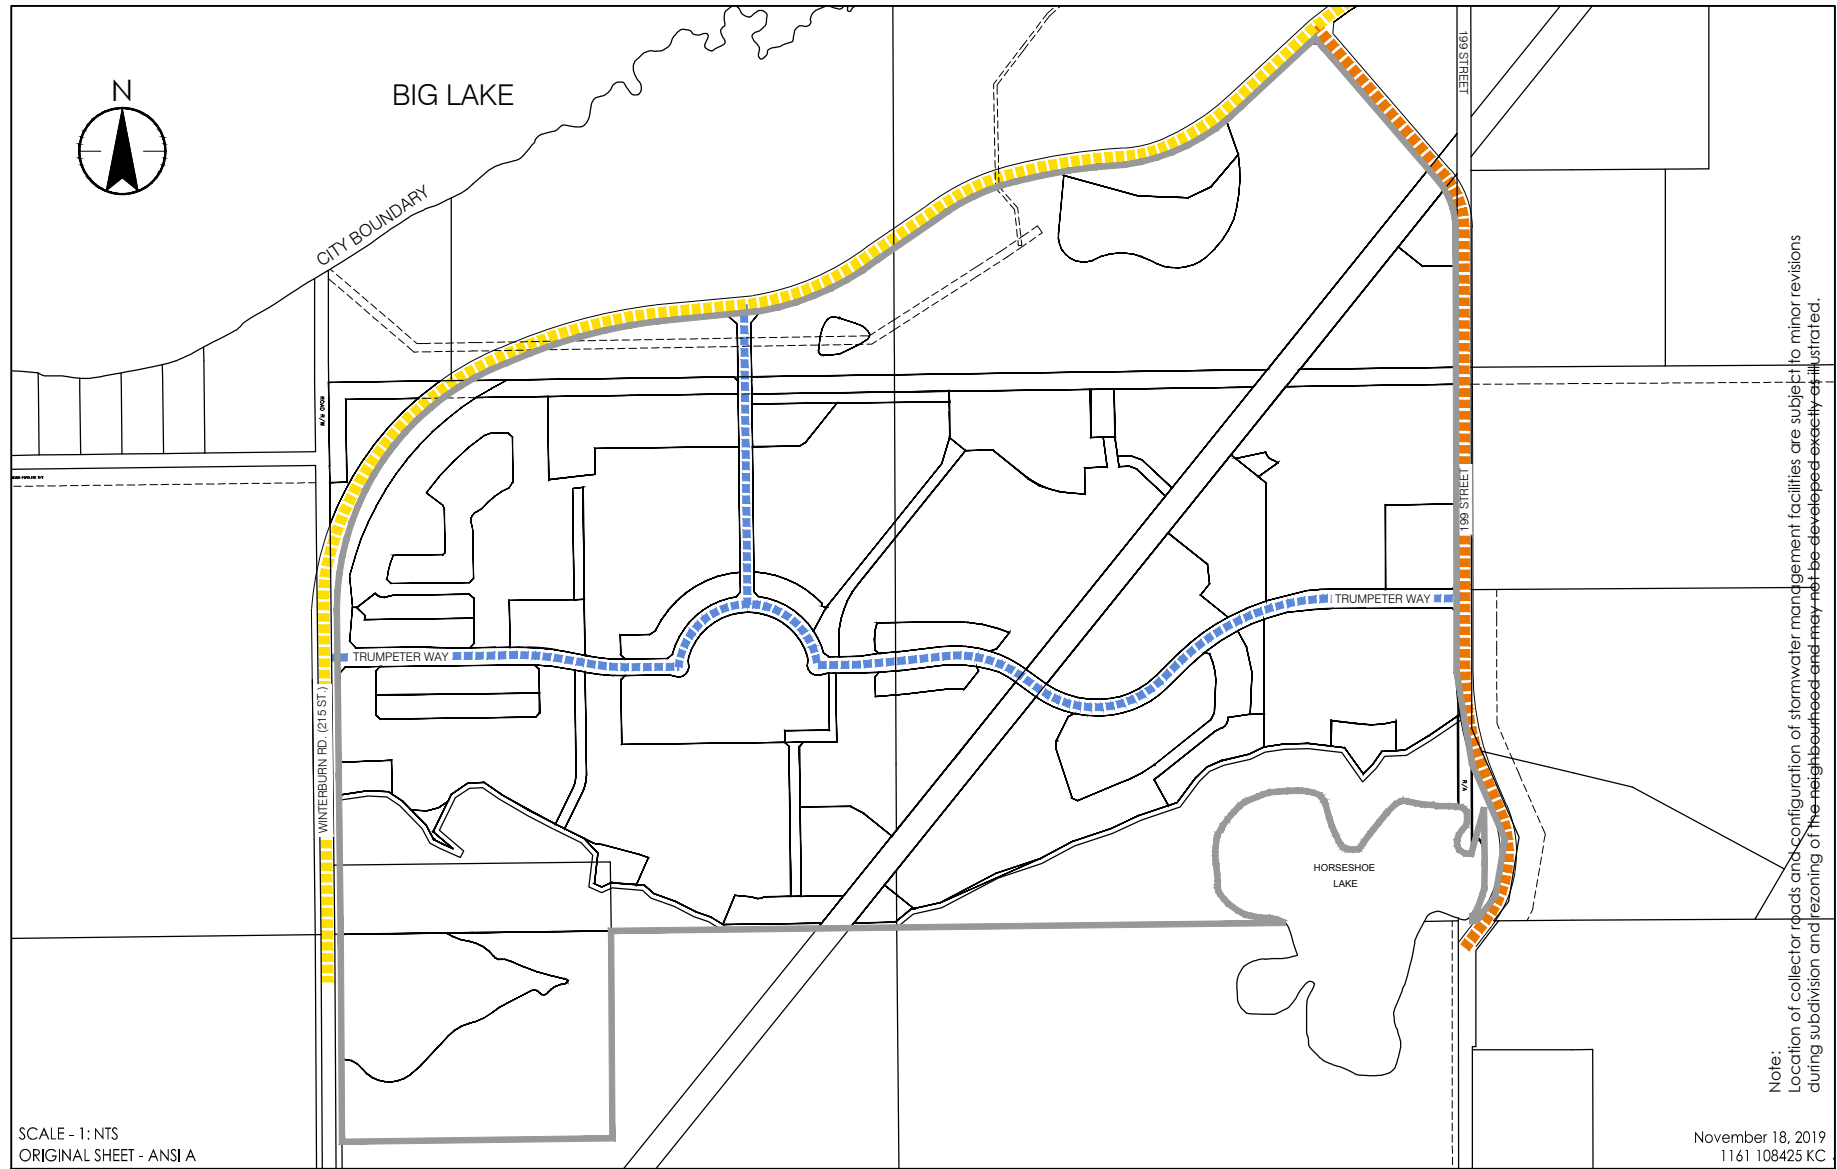 N
BIG LAKE
199 STREET
CITY BOUNDARY
ROAD R/W
199 STREET
TRUMPETER WAY
TRUMPETER WAY
WINTERBURN RD. (215 ST.)
R/W
HORSESHOE
LAKE
Note:
Location of collector roads and configuration of stormwater management facilities are subject to minor revisions
during subdivision and rezoning of the neighbourhood and may not be developed exactly as illustrated.
SCALE - 1: NTS
ORIGINAL SHEET - ANSI A
November 18, 2019
1161 108425 KC